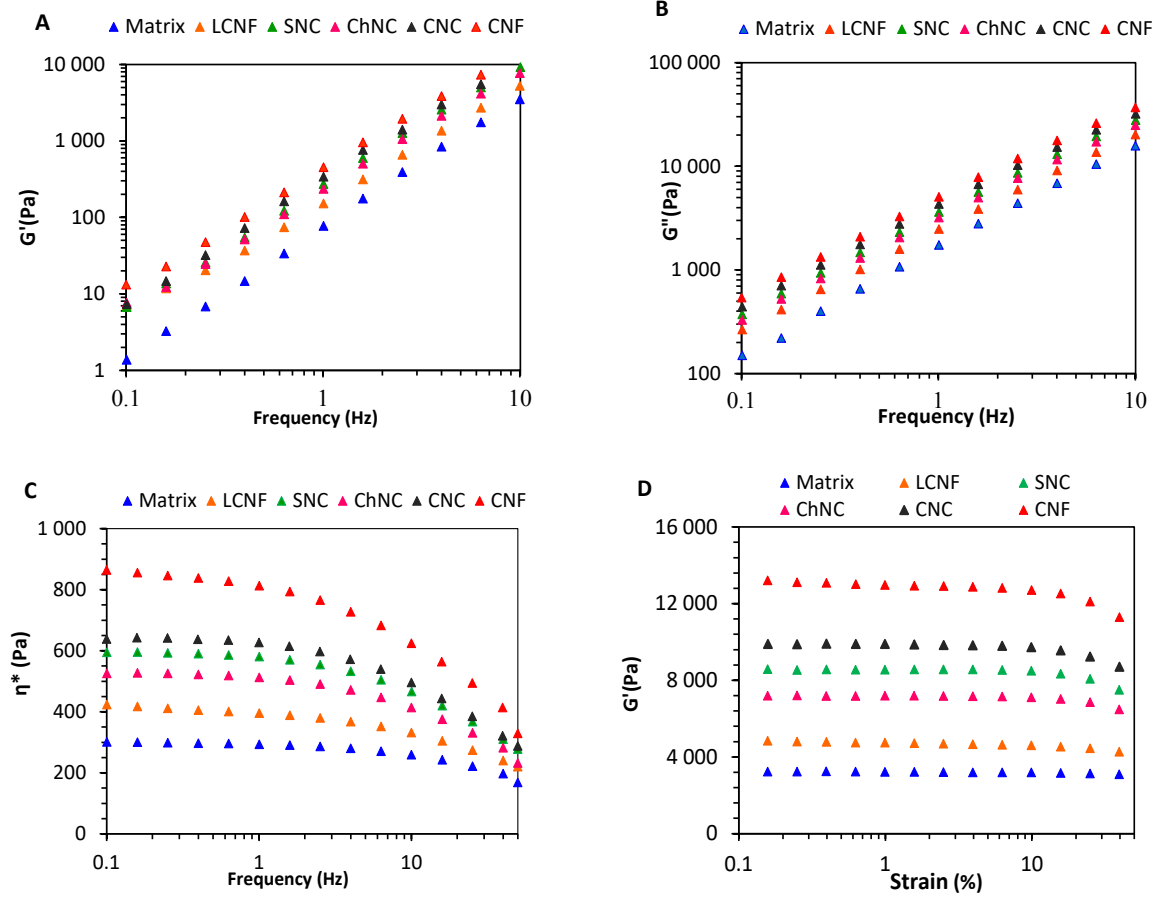 A
Matrix LCNF SNC ChNC CNC CNF
10 000
1 000
100
10
1
G'(Pa)
0.1 1 10
Frequency (Hz)
B
Matrix LCNF SNC ChNC CNC CNF
100 000
10 000
1 000
100
G"(Pa)
0.1 1 10
Frequency (Hz)
C
Matrix LCNF SNC ChNC CNC CNF
1 000
800
600
400
200
0
η* (Pa)
0.1 1 10
Frequency (Hz)
D
Matrix LCNF SNC
ChNC CNC CNF
16 000
12 000
8 000
4 000
0
G'(Pa)
0.1 1 10
Strain (%)